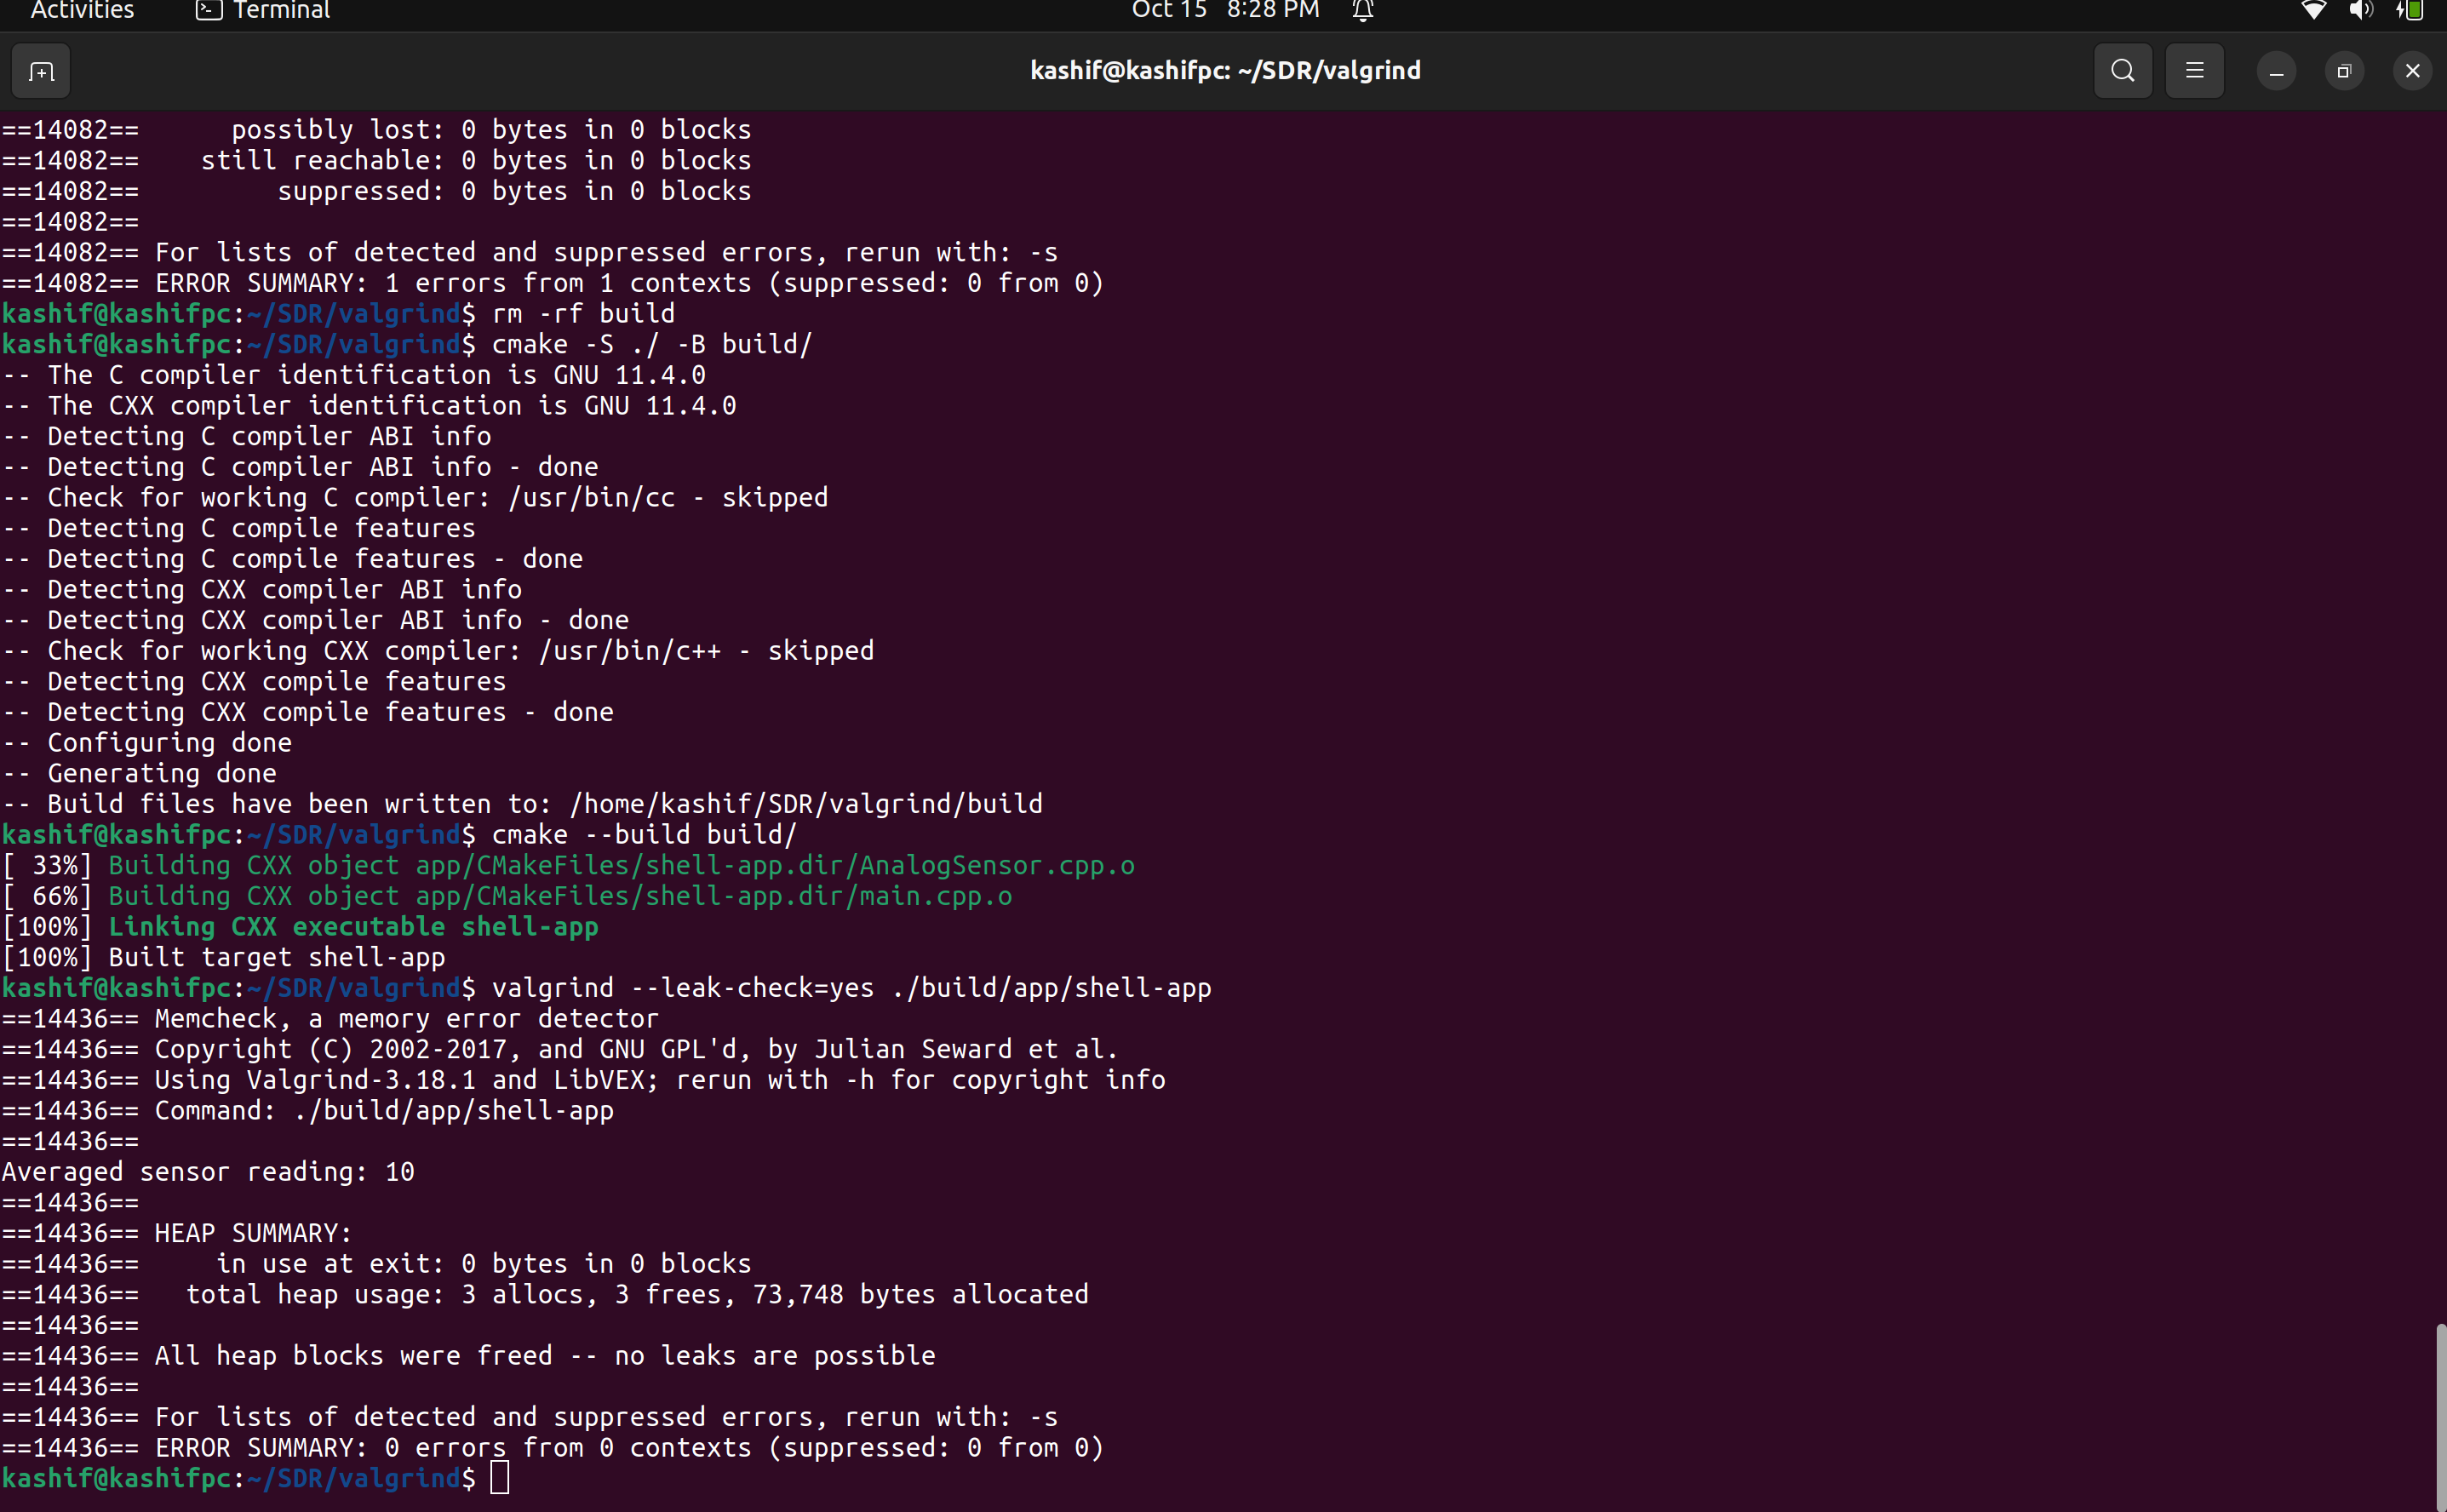 Activities Terminal Oct 15 8:28 PM
kashif@kashifpc: ~/SDR/valgrind
==14082==      possibly lost: 0 bytes in 0 blocks
==14082==    still reachable: 0 bytes in 0 blocks
==14082==         suppressed: 0 bytes in 0 blocks
==14082==
==14082== For lists of detected and suppressed errors, rerun with: -s
==14082== ERROR SUMMARY: 1 errors from 1 contexts (suppressed: 0 from 0)
kashif@kashifpc:~/SDR/valgrind$ rm -rf build
kashif@kashifpc:~/SDR/valgrind$ cmake -S ./ -B build/
-- The C compiler identification is GNU 11.4.0
-- The CXX compiler identification is GNU 11.4.0
-- Detecting C compiler ABI info
-- Detecting C compiler ABI info - done
-- Check for working C compiler: /usr/bin/cc - skipped
-- Detecting C compile features
-- Detecting C compile features - done
-- Detecting CXX compiler ABI info
-- Detecting CXX compiler ABI info - done
-- Check for working CXX compiler: /usr/bin/c++ - skipped
-- Detecting CXX compile features
-- Detecting CXX compile features - done
-- Configuring done
-- Generating done
-- Build files have been written to: /home/kashif/SDR/valgrind/build
kashif@kashifpc:~/SDR/valgrind$ cmake --build build/
[ 33%] Building CXX object app/CMakeFiles/shell-app.dir/AnalogSensor.cpp.o
[ 66%] Building CXX object app/CMakeFiles/shell-app.dir/main.cpp.o
[100%] Linking CXX executable shell-app
[100%] Built target shell-app
kashif@kashifpc:~/SDR/valgrind$ valgrind --leak-check=yes ./build/app/shell-app
==14436== Memcheck, a memory error detector
==14436== Copyright (C) 2002-2017, and GNU GPL'd, by Julian Seward et al.
==14436== Using Valgrind-3.18.1 and LibVEX; rerun with -h for copyright info
==14436== Command: ./build/app/shell-app
==14436==
Averaged sensor reading: 10
==14436==
==14436== HEAP SUMMARY:
==14436==     in use at exit: 0 bytes in 0 blocks
==14436==   total heap usage: 3 allocs, 3 frees, 73,748 bytes allocated
==14436==
==14436== All heap blocks were freed -- no leaks are possible
==14436==
==14436== For lists of detected and suppressed errors, rerun with: -s
==14436== ERROR SUMMARY: 0 errors from 0 contexts (suppressed: 0 from 0)
kashif@kashifpc:~/SDR/valgrind$